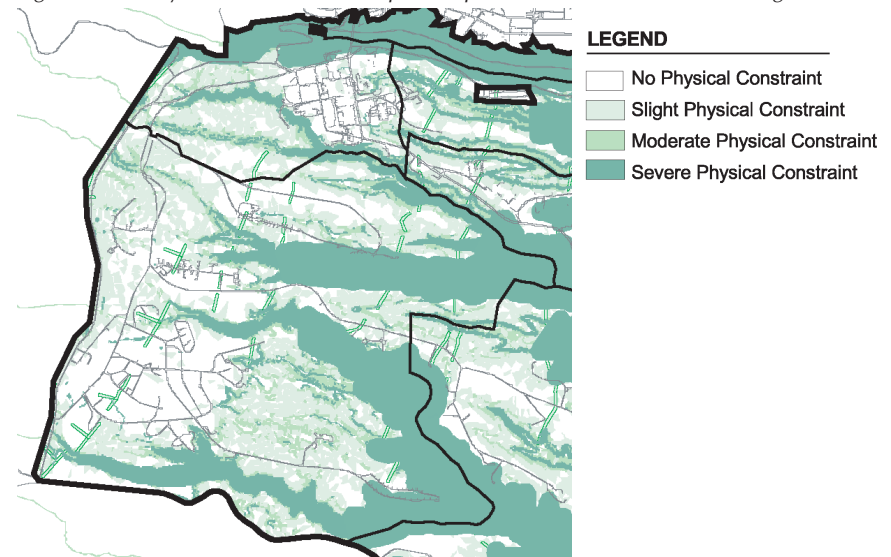 LEGEND
No Physical Constraint
Slight Physical Constraint
Moderate Physical Constraint
Severe Physical Constraint